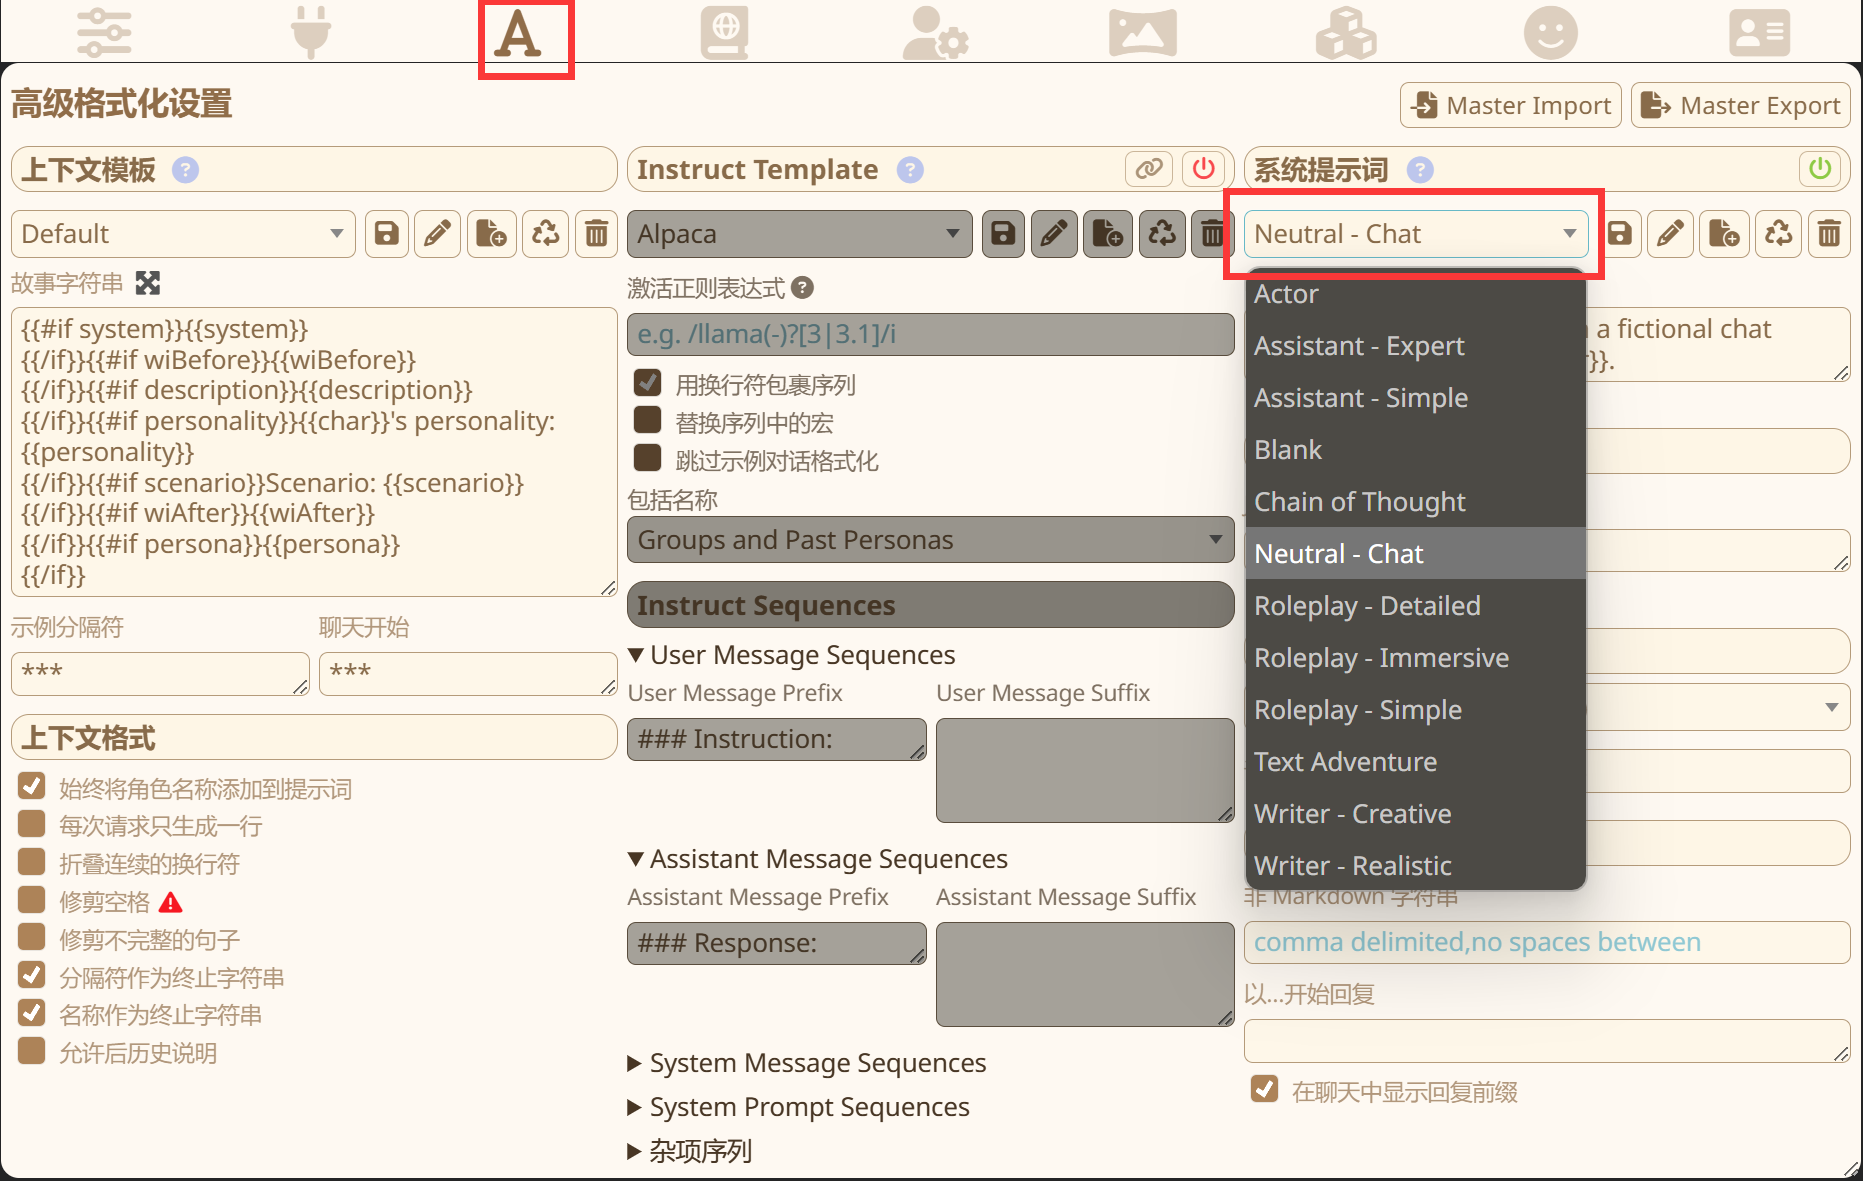 高级格式化设置
Master Import
Master Export
上下文模板 ?
Default
故事字符串
{{#if system}}{{system}}
{{/if}}{{#if wiBefore}}{{wiBefore}}
{{/if}}{{#if description}}{{description}}
{{/if}}{{#if personality}}{{char}}'s personality:
{{personality}}
{{/if}}{{#if scenario}}Scenario: {{scenario}}
{{/if}}{{#if wiAfter}}{{wiAfter}}
{{/if}}{{#if persona}}{{persona}}
{{/if}}
示例分隔符
聊天开始
***
***
上下文格式
始终将角色名称添加到提示词
每次请求只生成一行
折叠连续的换行符
修剪空格
修剪不完整的句子
分隔符作为终止字符串
名称作为终止字符串
允许后历史说明
Instruct Template ?
Alpaca
激活正则表达式 ?
e.g. /llama(-)?[3|3.1]/i
用换行符包裹序列
替换序列中的宏
跳过示例对话格式化
包括名称
Groups and Past Personas
Instruct Sequences
User Message Sequences
User Message Prefix
User Message Suffix
### Instruction:
Assistant Message Sequences
Assistant Message Prefix
Assistant Message Suffix
### Response:
System Message Sequences
System Prompt Sequences
杂项序列
系统提示词 ?
Neutral - Chat
Actor
Assistant - Expert
Assistant - Simple
Blank
Chain of Thought
Neutral - Chat
Roleplay - Detailed
Roleplay - Immersive
Roleplay - Simple
Text Adventure
Writer - Creative
Writer - Realistic
a fictional chat
}}.
非 Markdown 字符串
comma delimited,no spaces between
以...开始回复
在聊天中显示回复前缀